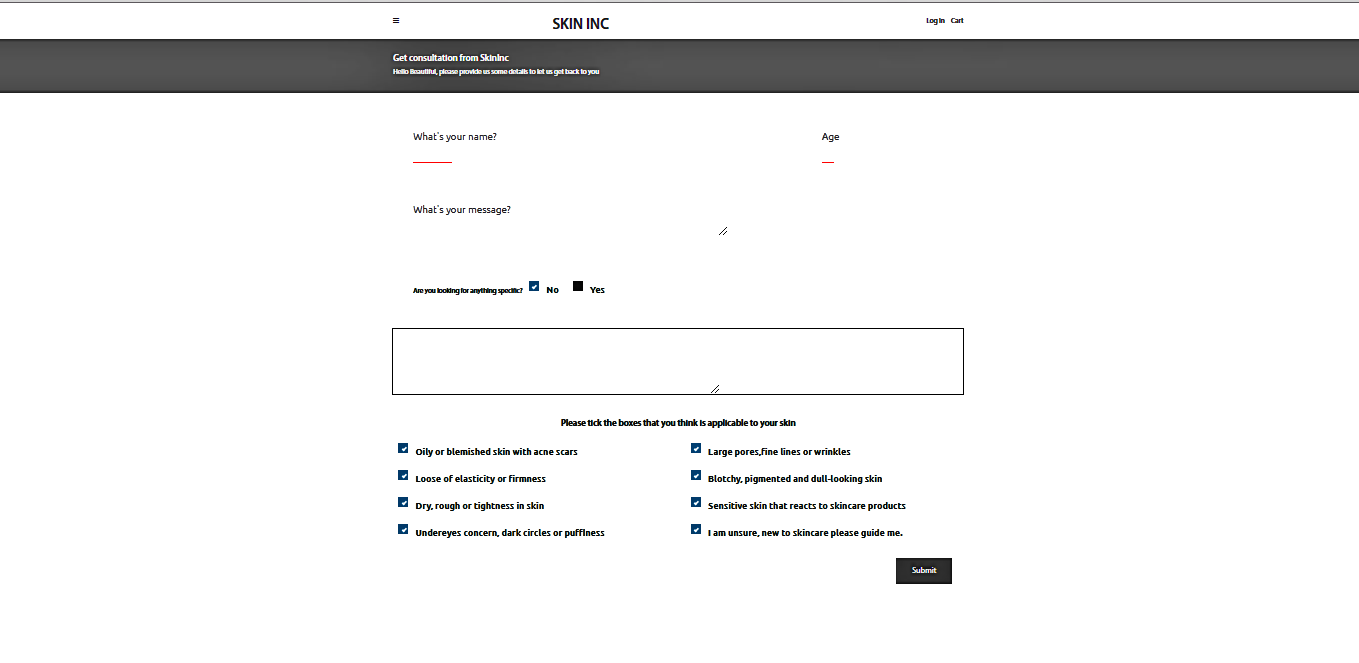 ≡ SKIN INC Log In Cart
Get consultation from SkinInc
Hello Beautiful, please provide us some details to let us get back to you
What's your name? Age
What's your message?
Are you looking for anything specific? No Yes
Please tick the boxes that you think is applicable to your skin
Oily or blemished skin with acne scars Large pores,fine lines or wrinkles
Loose of elasticity or firmness Blotchy, pigmented and dull-looking skin
Dry, rough or tightness in skin Sensitive skin that reacts to skincare products
Undereyes concern, dark circles or puffiness I am unsure, new to skincare please guide me.
Submit